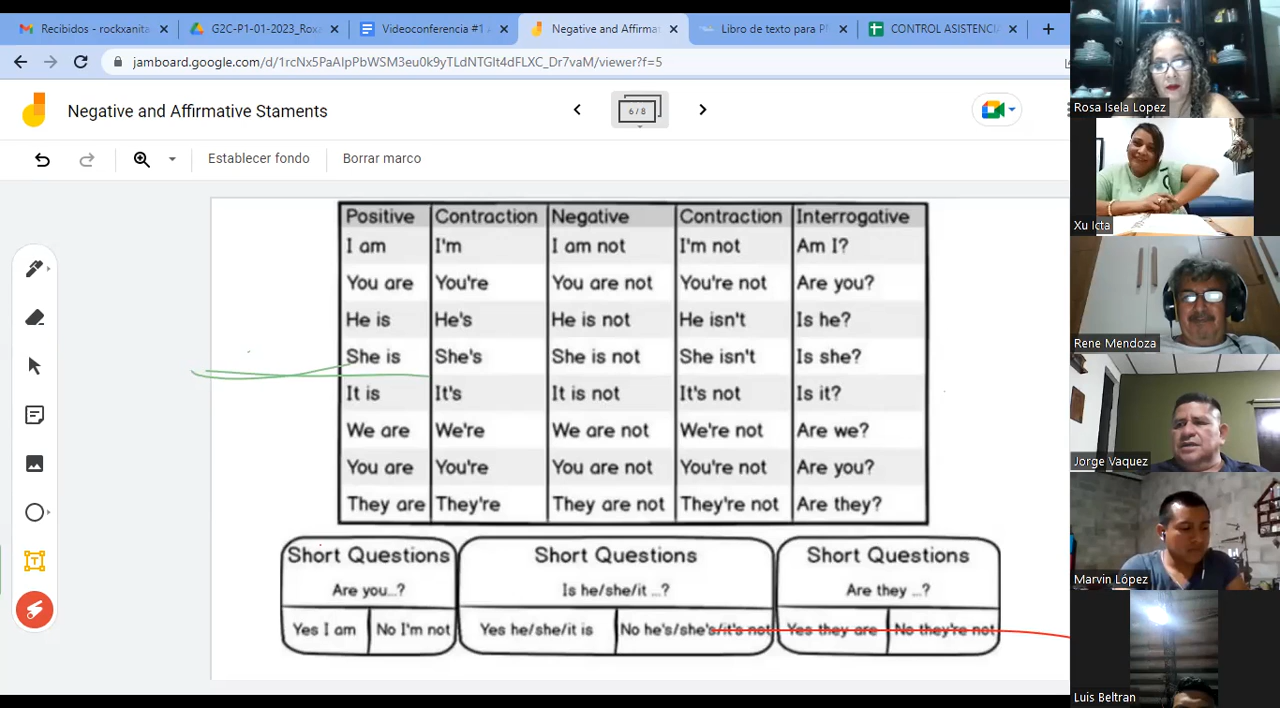 Recibidos - rockxanita
G2C-P1-01-2023_Rox
Videoconferencia #1
Negative and Affirmat
Libro de texto para P
CONTROL ASISTENCIA
jamboard.google.com/d/1rcNx5PaAIpPbWSM3eu0k9yTLdNTGIt4dFLXC_Dr7vaM/viewer?f=5
Negative and Affirmative Staments
6 / 8
Establecer fondo
Borrar marco
Positive Contraction Negative Contraction Interrogative
I am I'm I am not I'm not Am I?
You are You're You are not You're not Are you?
He is He's He is not He isn't Is he?
She is She's She is not She isn't Is she?
It is It's It is not It's not Is it?
We are We're We are not We're not Are we?
You are You're You are not You're not Are you?
They are They're They are not They're not Are they?
Short Questions
Are you...?
Yes I am No I'm not
Short Questions
Is he/she/it ...?
Yes he/she/it is No he's/she's/it's not
Short Questions
Are they ...?
Yes they are No they're not
Rosa Isela Lopez
Xu Icta
Rene Mendoza
Jorge Vaquez
Marvin López
Luis Beltran